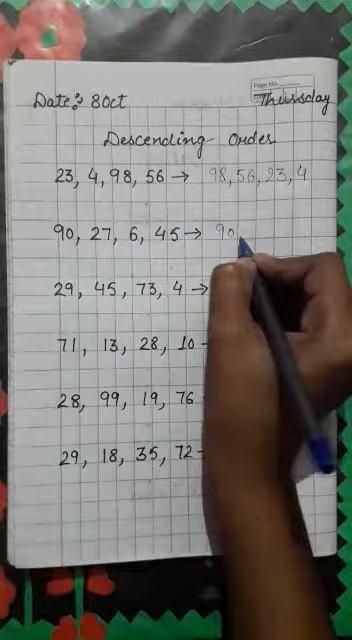 Page No.
Date:- 8 Oct Thursday
Descending Order
23, 4, 98, 56 → 98, 56, 23, 4
90, 27, 6, 45 → 90
29, 45, 73, 4 →
71, 13, 28, 10 -
28, 99, 19, 76
29, 18, 35, 72 -